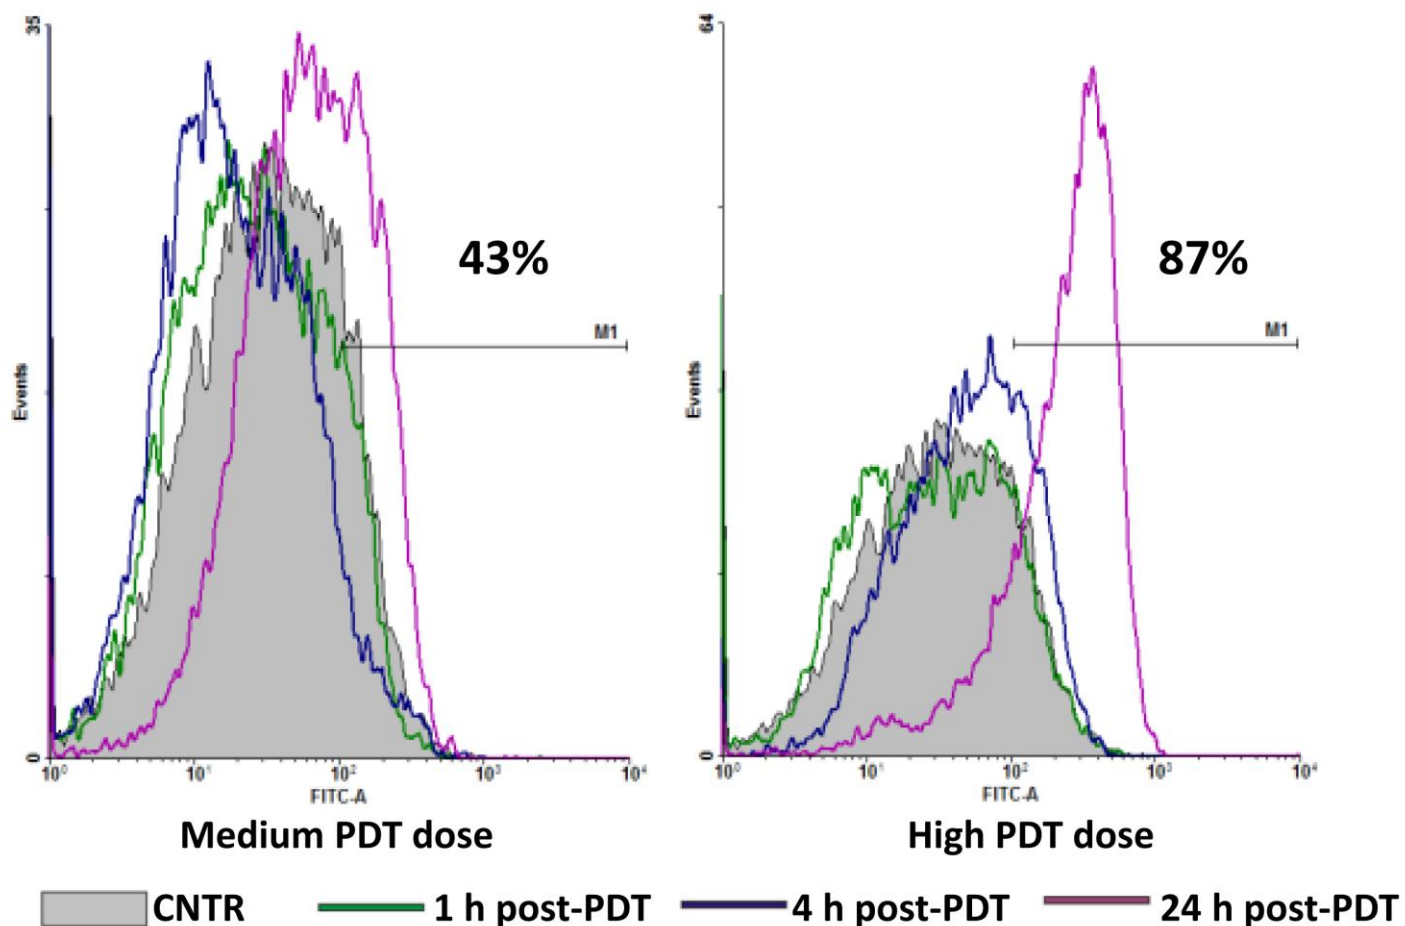 35
64
43%
87%
M1
M1
Events
Events
0
0
10⁰ 10¹ 10² 10³ 10⁴
10⁰ 10¹ 10² 10³ 10⁴
FITC-A
FITC-A
Medium PDT dose
High PDT dose
CNTR
1 h post-PDT
4 h post-PDT
24 h post-PDT